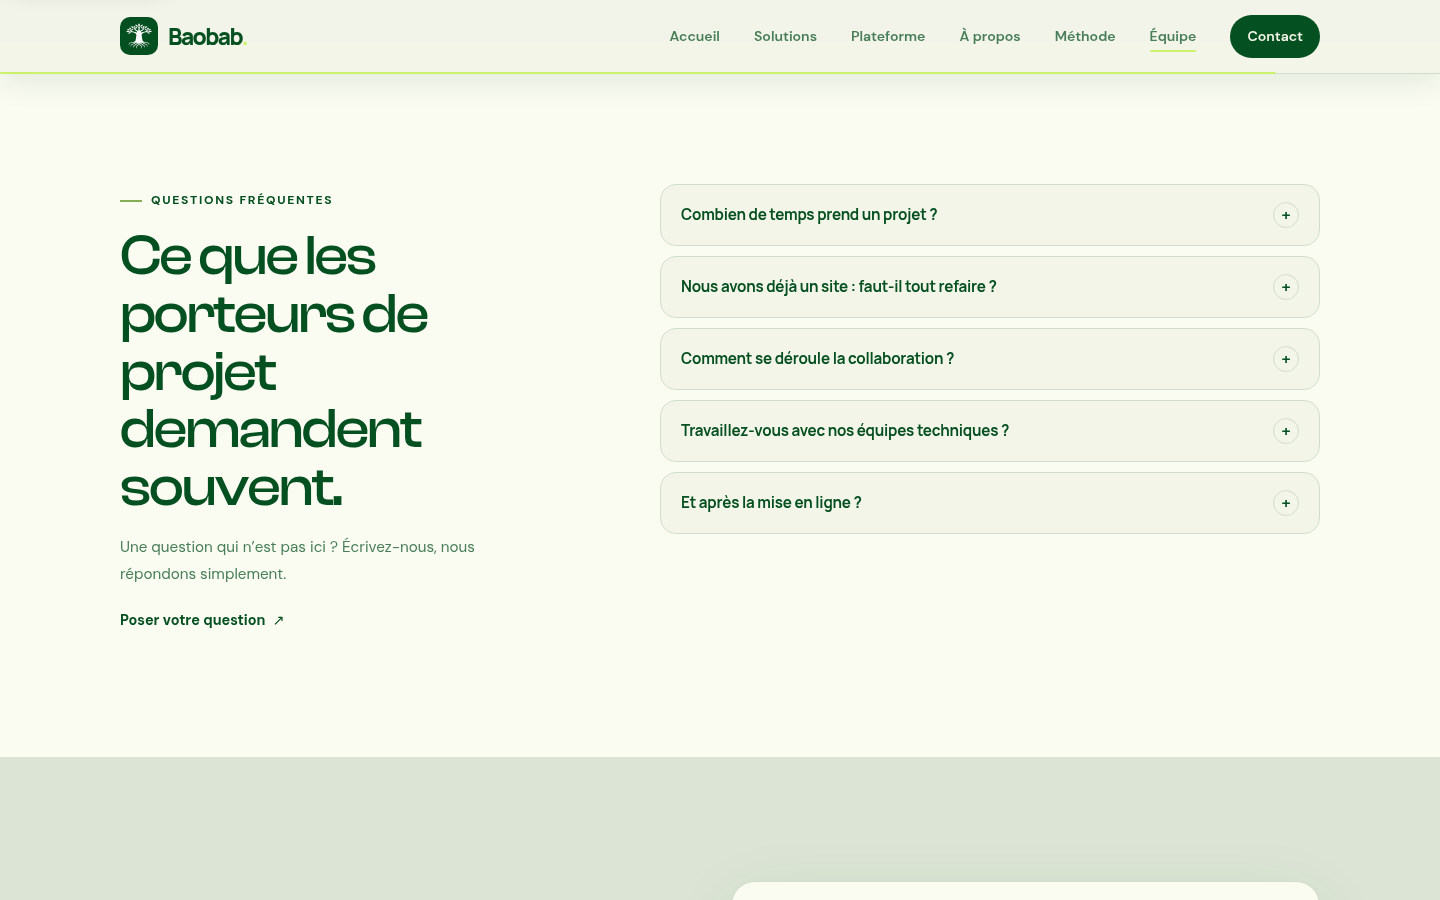 Baobab.
Accueil Solutions Plateforme À propos Méthode Équipe Contact
QUESTIONS FRÉQUENTES
Ce que les
porteurs de
projet
demandent
souvent.
Une question qui n’est pas ici ? Écrivez-nous, nous
répondons simplement.
Poser votre question ↗
Combien de temps prend un projet ?
Nous avons déjà un site : faut-il tout refaire ?
Comment se déroule la collaboration ?
Travaillez-vous avec nos équipes techniques ?
Et après la mise en ligne ?